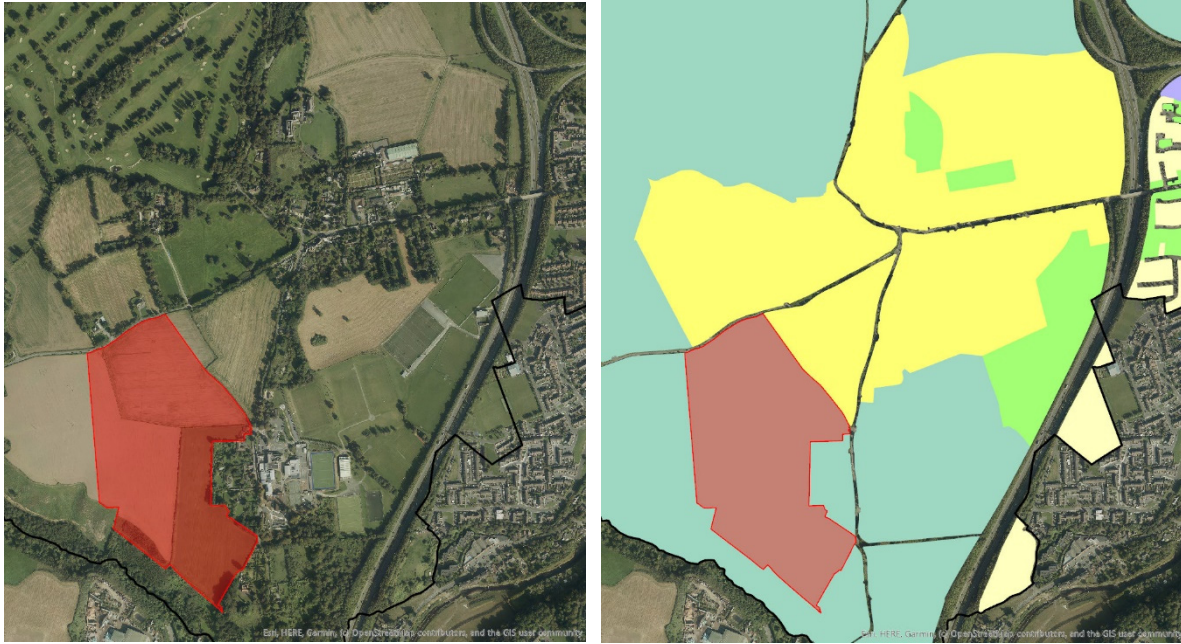 Esri, HERE, Garmin, (c) OpenStreetMap contributors, and the GIS user community
Esri, HERE, Garmin, (c) OpenStreetMap contributors, and the GIS user community